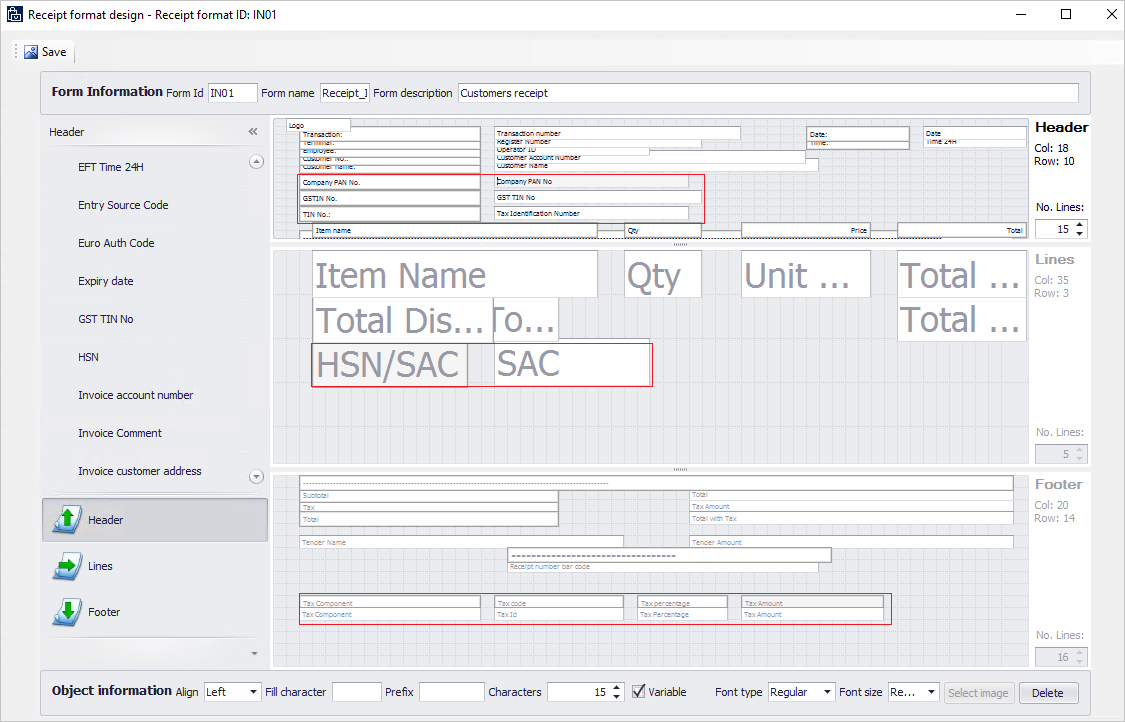 Receipt format design - Receipt format ID: IN01
Save
Form Information Form Id IN01 Form name Receipt_I Form description Customers receipt
Header
EFT Time 24H
Entry Source Code
Euro Auth Code
Expiry date
GST TIN No
HSN
Invoice account number
Invoice Comment
Invoice customer address
Header
Lines
Footer
Logo
Transaction: Transaction number Date: Date
Terminal: Register Number Time: Time 24H
Employee: Operator ID
Customer No.: Customer Account Number
Customer name: Customer Name
Company PAN No. Company PAN No
GSTIN No. GST TIN No
TIN No.: Tax Identification Number
Item name Qty Price Total
Header
Col: 18
Row: 10
No. Lines:
15
Item Name Qty Unit ... Total ...
Total Dis... To... Total ...
HSN/SAC SAC
Lines
Col: 35
Row: 3
No. Lines:
5
Subtotal Total
Tax Tax Amount
Total Total with Tax
Tender Name Tender Amount
==================================
Receipt number bar code
Tax Component Tax code Tax percentage Tax Amount
Tax Component Tax Id Tax Percentage Tax Amount
Footer
Col: 20
Row: 14
No. Lines:
16
Object information Align Left Fill character Prefix Characters 15 Variable Font type Regular Font size Re... Select image Delete